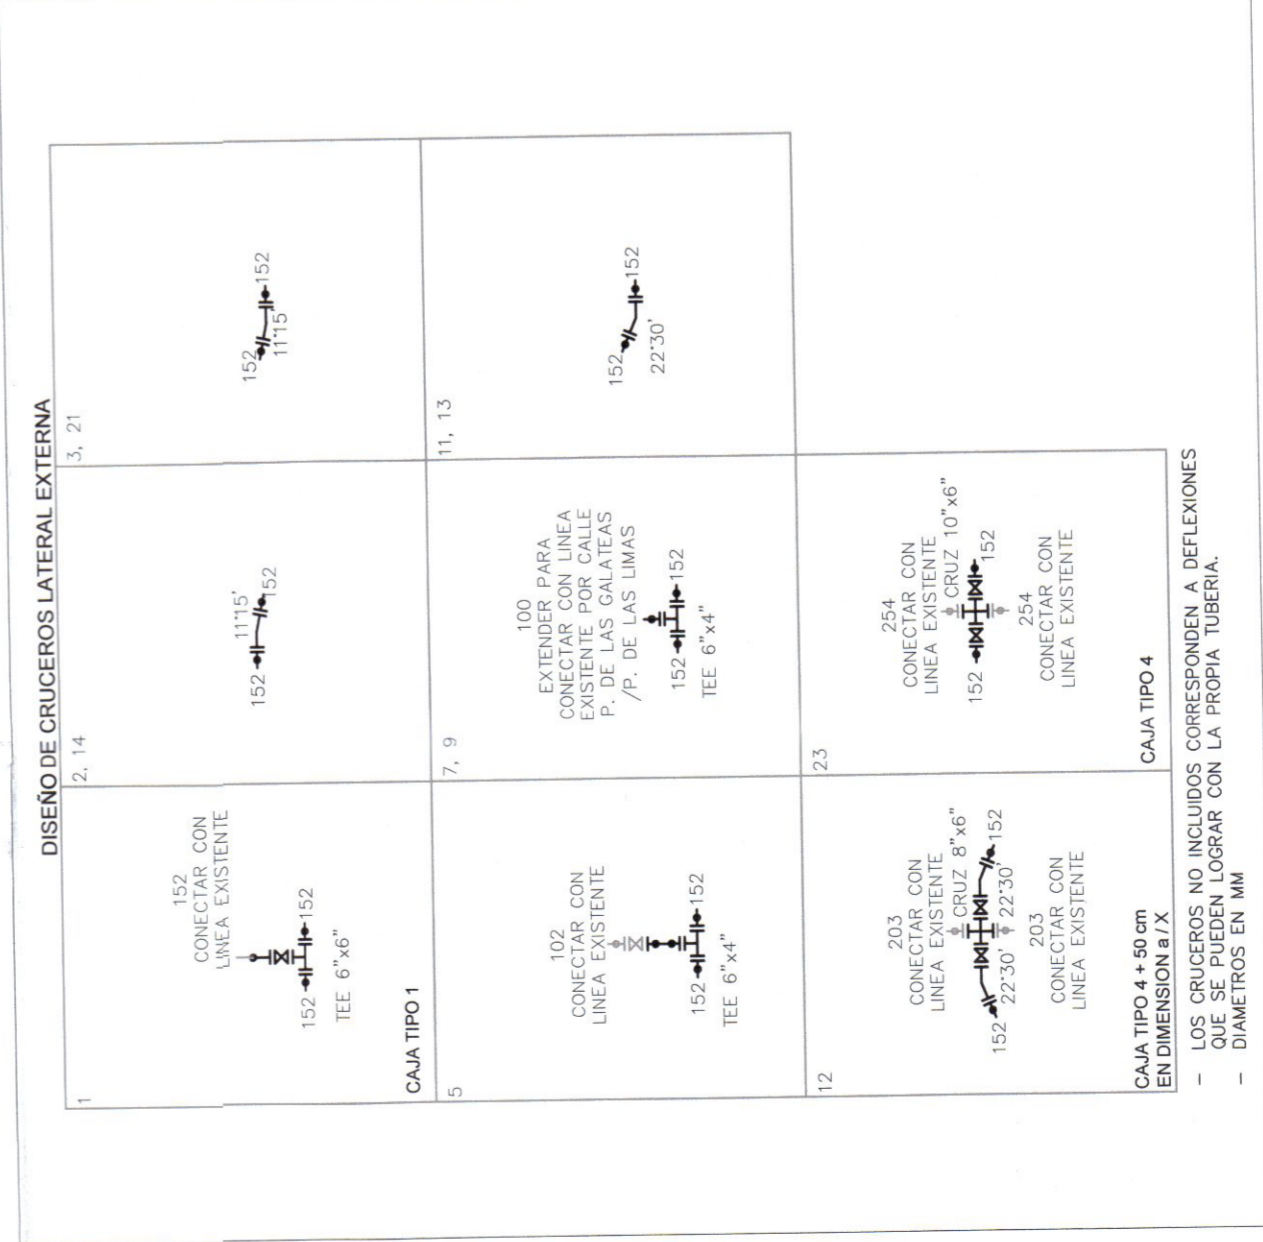 DISEÑO DE CRUCEROS LATERAL EXTERNA
1
152
CONECTAR CON
LINEA EXISTENTE
152
152
TEE 6"x6"
CAJA TIPO 1
2, 14
152
11°15'
152
3, 21
152
11°15'
152
5
102
CONECTAR CON
LINEA EXISTENTE
152
152
TEE 6"x4"
7, 9
100
EXTENDER PARA
CONECTAR CON LINEA
EXISTENTE POR CALLE
P. DE LAS GALATEAS
/P. DE LAS LIMAS
152
152
TEE 6"x4"
11, 13
152
152
22°30'
12
203
CONECTAR CON
LINEA EXISTENTE
CRUZ 8"x6"
152
22°30'
22°30'
152
203
CONECTAR CON
LINEA EXISTENTE
CAJA TIPO 4 + 50 cm
EN DIMENSION a / X
23
254
CONECTAR CON
LINEA EXISTENTE
CRUZ 10"x6"
152
152
254
CONECTAR CON
LINEA EXISTENTE
CAJA TIPO 4
– LOS CRUCEROS NO INCLUIDOS CORRESPONDEN A DEFLEXIONES
QUE SE PUEDEN LOGRAR CON LA PROPIA TUBERIA.
– DIAMETROS EN MM